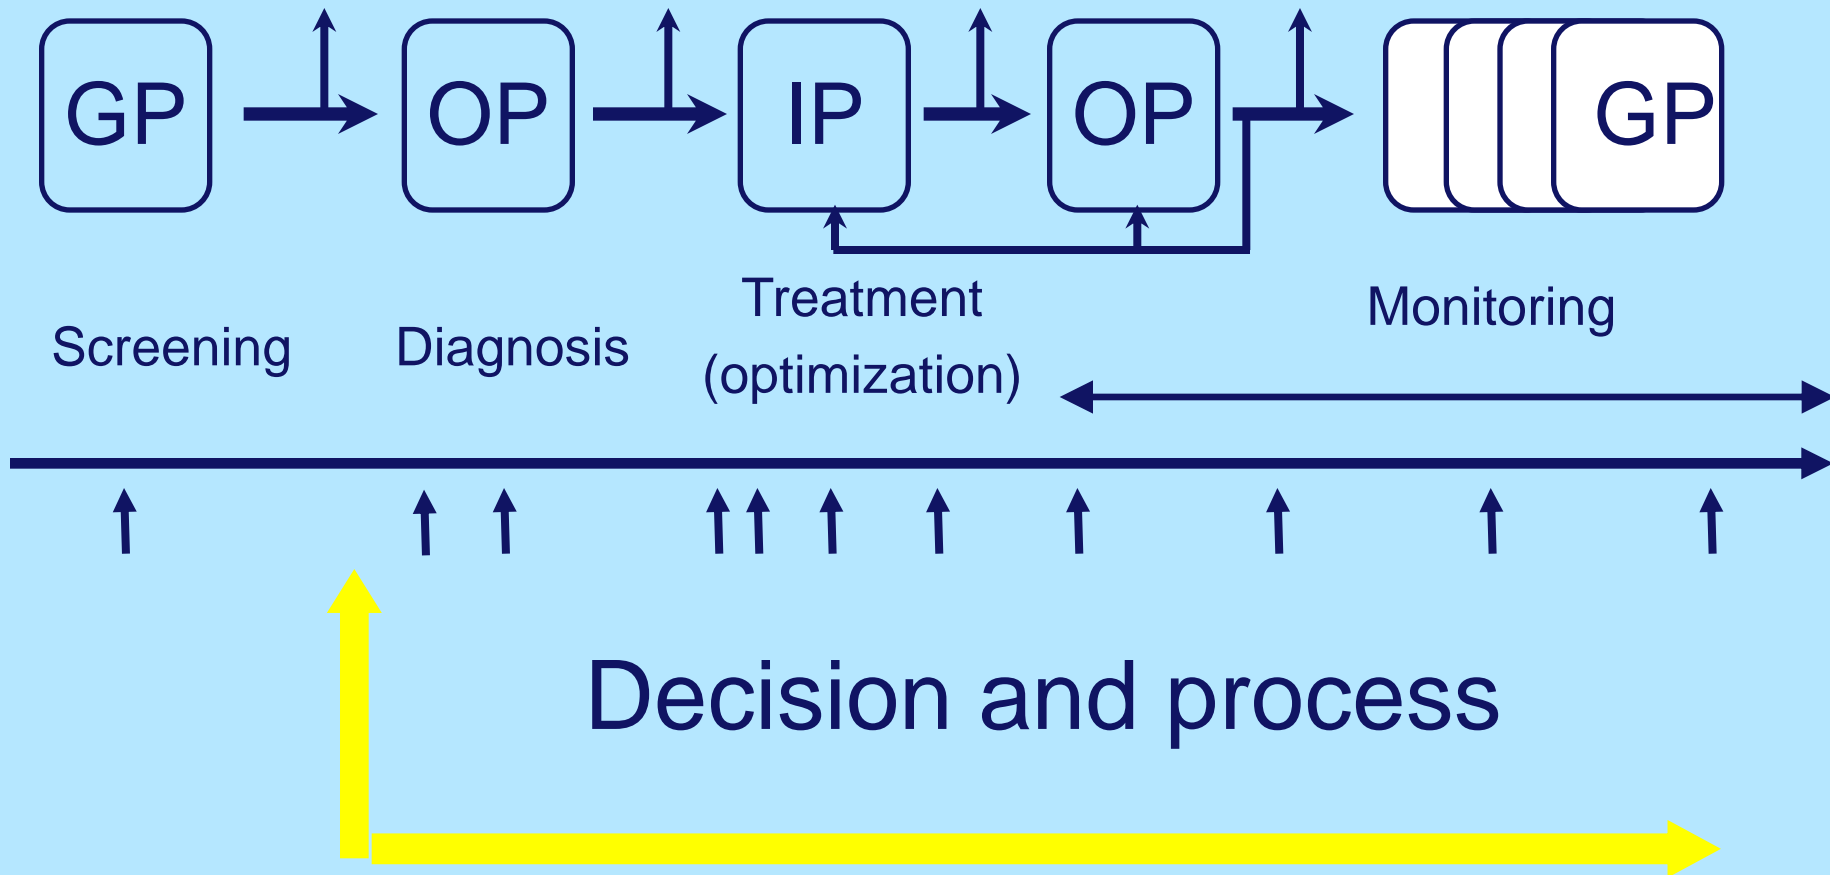 GP
OP
IP
OP
GP
Screening
Diagnosis
Treatment
(optimization)
Monitoring
Decision and process